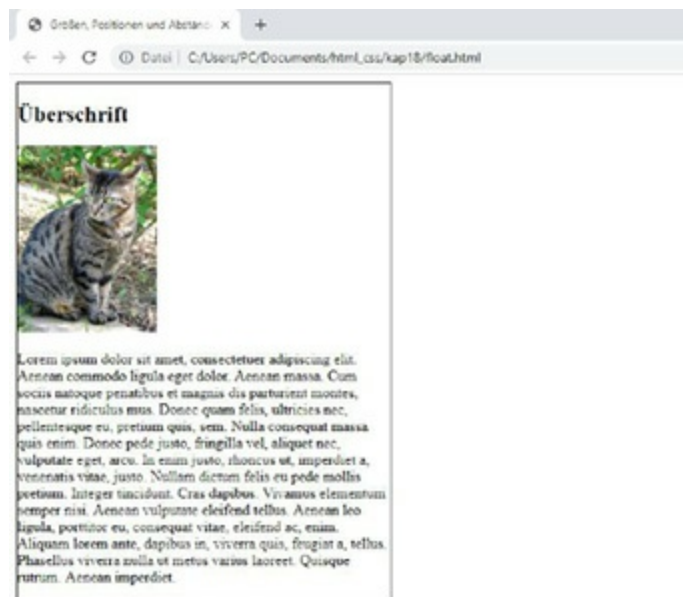 Größen, Positionen und Abständ
Datei | C:/Users/PC/Documents/html_css/kap18/float.html
Überschrift
Lorem ipsum dolor sit amet, consectetuer adipiscing elit.
Aenean commodo ligula eget dolor. Aenean massa. Cum
sociis natoque penatibus et magnis dis parturient montes,
nascetur ridiculus mus. Donec quam felis, ultricies nec,
pellentesque eu, pretium quis, sem. Nulla consequat massa
quis enim. Donec pede justo, fringilla vel, aliquet nec,
vulputate eget, arcu. In enim justo, rhoncus ut, imperdiet a,
venenatis vitae, justo. Nullam dictum felis eu pede mollis
pretium. Integer tincidunt. Cras dapibus. Vivamus elementum
semper nisi. Aenean vulputate eleifend tellus. Aenean leo
ligula, porttitor eu, consequat vitae, eleifend ac, enim.
Aliquam lorem ante, dapibus in, viverra quis, feugiat a, tellus.
Phasellus viverra nulla ut metus varius laoreet. Quisque
rutrum. Aenean imperdiet.